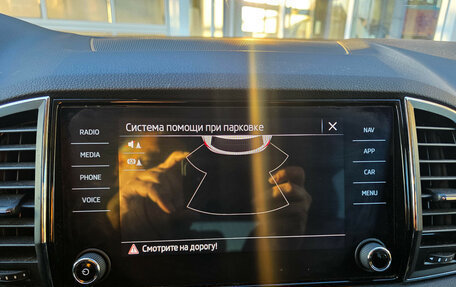 Система помощи при парковке
RADIO
MEDIA
PHONE
VOICE
NAV
APP
CAR
MENU
Смотрите на дорогу!